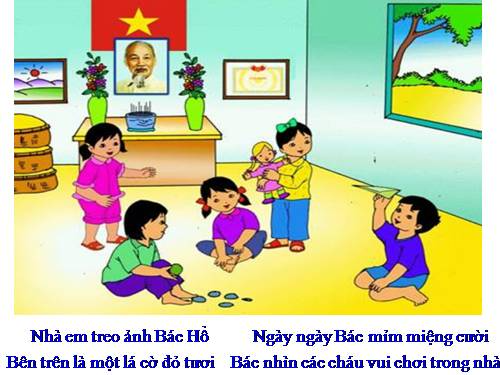 Nhà em treo ảnh Bác Hồ
Bên trên là một lá cờ đỏ tươi
Ngày ngày Bác mỉm miệng cười
Bác nhìn các cháu vui chơi trong nhà